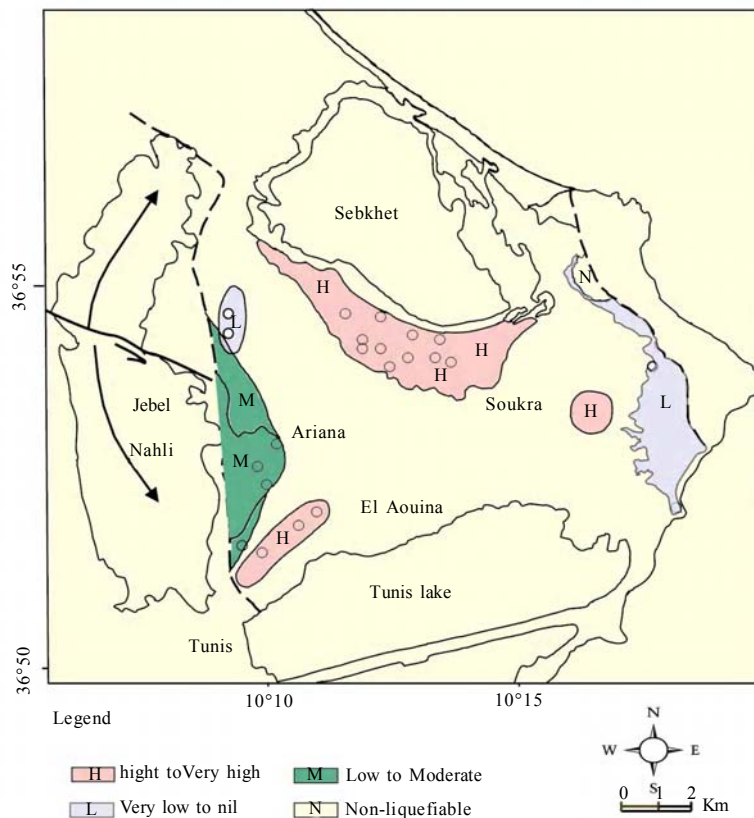 Sebkhet
N
36°55
H
L
H
H
L
Jebel
M
Soukra
H
Ariana
Nahli
M
El Aouina
H
Tunis lake
Tunis
36°50
10°10
10°15
Legend
N
W E
S
H hight toVery high
M Low to Moderate
0 1 2
Km
L Very low to nil
N Non-liquefiable